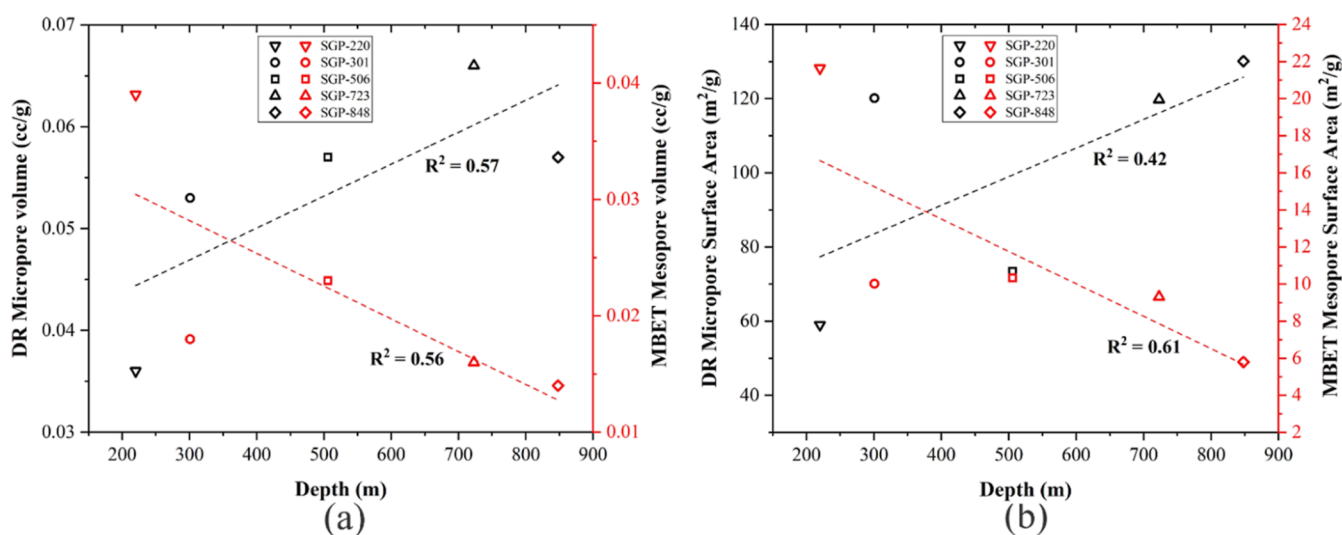 0.07
0.06
0.05
0.04
0.03
DR Micropore volume (cc/g)
SGP-220
SGP-301
SGP-506
SGP-723
SGP-848
R² = 0.57
R² = 0.56
0.04
0.03
0.02
0.01
MBET Mesopore volume (cc/g)
200 300 400 500 600 700 800 900
Depth (m)
(a)
140
120
100
80
60
40
DR Micropore Surface Area (m²/g)
SGP-220
SGP-301
SGP-506
SGP-723
SGP-848
R² = 0.42
R² = 0.61
24
22
20
18
16
14
12
10
8
6
4
2
MBET Mesopore Surface Area (m²/g)
200 300 400 500 600 700 800 900
Depth (m)
(b)